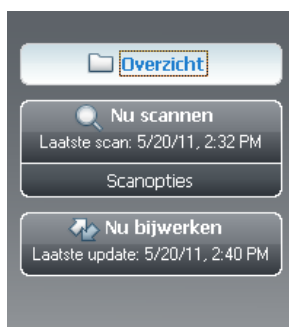 Overzicht
Nu scannen
Laatste scan: 5/20/11, 2:32 PM
Scanopties
Nu bijwerken
Laatste update: 5/20/11, 2:40 PM